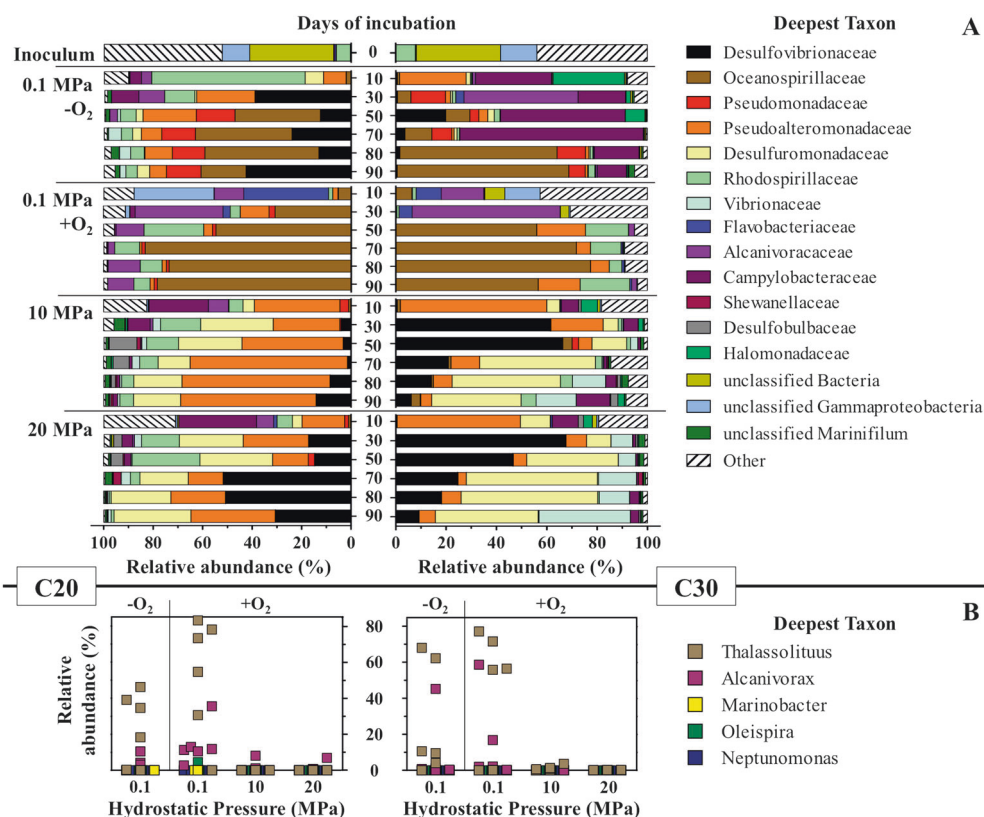 Days of incubation
Deepest Taxon
A
Inoculum
0
0.1 MPa
-O2
10
30
50
70
80
90
0.1 MPa
+O2
10
30
50
70
80
90
10 MPa
10
30
50
70
80
90
20 MPa
10
30
50
70
80
90
Desulfovibrionaceae
Oceanospirillaceae
Pseudomonadaceae
Pseudoalteromonadaceae
Desulfuromonadaceae
Rhodospirillaceae
Vibrionaceae
Flavobacteriaceae
Alcanivoracaceae
Campylobacteraceae
Shewanellaceae
Desulfobulbaceae
Halomonadaceae
unclassified Bacteria
unclassified Gammaproteobacteria
unclassified Marinifilum
Other
100 80 60 40 20 0
0 20 40 60 80 100
Relative abundance (%)
Relative abundance (%)
C20
C30
B
-O2
+O2
-O2
+O2
Relative
abundance (%)
80
60
40
20
0
0.1
0.1
10
20
Hydrostatic Pressure (MPa)
80
60
40
20
0
0.1
0.1
10
20
Hydrostatic Pressure (MPa)
Deepest Taxon
Thalassolituus
Alcanivorax
Marinobacter
Oleispira
Neptunomonas